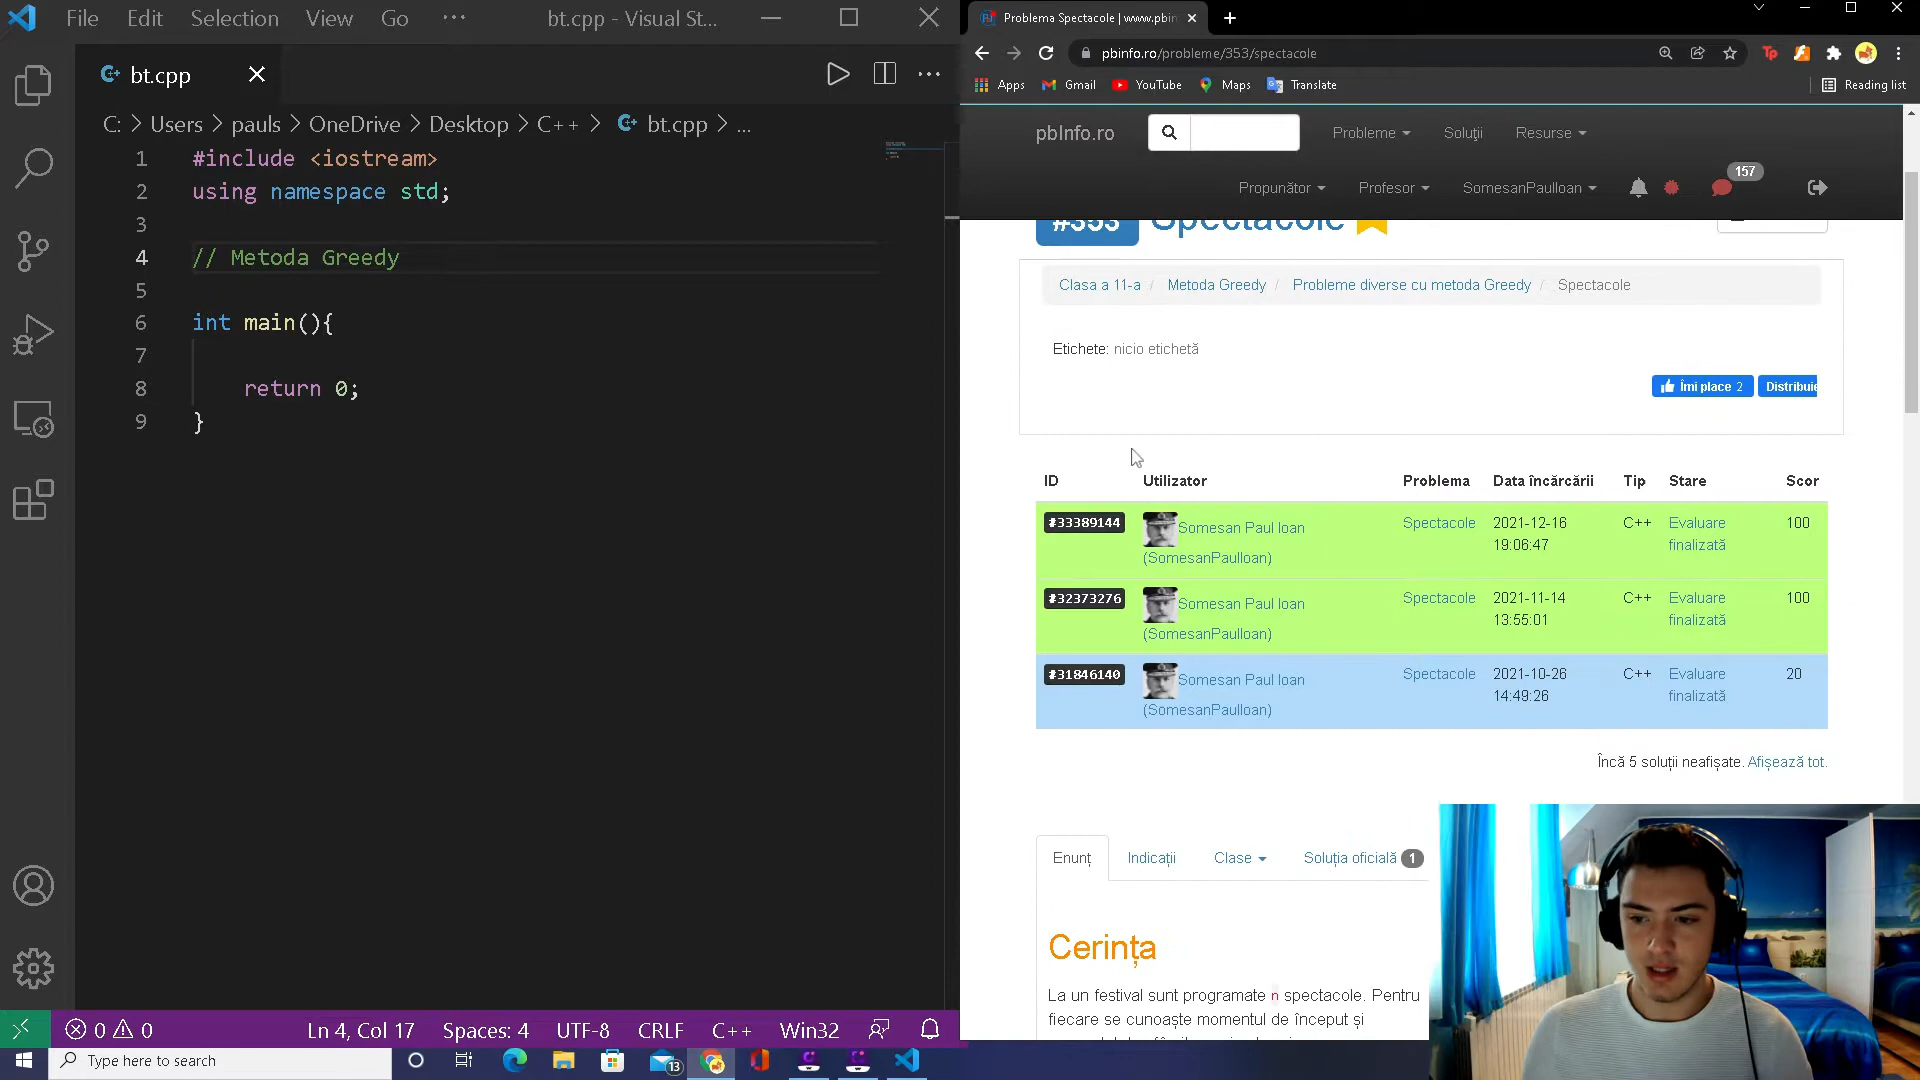 File Edit Selection View Go ... bt.cpp - Visual St...
bt.cpp
C: > Users > pauls > OneDrive > Desktop > C++ > bt.cpp > ...
1 #include <iostream>
2 using namespace std;
3
4 // Metoda Greedy
5
6 int main(){
7
8 return 0;
9 }
0 0
Ln 4, Col 17 Spaces: 4 UTF-8 CRLF C++ Win32
Problema Spectacole | www.pbin
pbinfo.ro/probleme/353/spectacole
Apps Gmail YouTube Maps Translate Reading list
pbInfo.ro Probleme Soluții Resurse
Propunător Profesor SomesanPaulIoan 157
#353 Spectacole
Clasa a 11-a / Metoda Greedy / Probleme diverse cu metoda Greedy / Spectacole
Etichete: nicio etichetă
Îmi place 2 Distribuie
ID Utilizator Problema Data încărcării Tip Stare Scor
#33389144 Somesan Paul Ioan (SomesanPaulIoan) Spectacole 2021-12-16 19:06:47 C++ Evaluare finalizată 100
#32373276 Somesan Paul Ioan (SomesanPaulIoan) Spectacole 2021-11-14 13:55:01 C++ Evaluare finalizată 100
#31846140 Somesan Paul Ioan (SomesanPaulIoan) Spectacole 2021-10-26 14:49:26 C++ Evaluare finalizată 20
Încă 5 soluții neafișate. Afișează tot.
Enunț Indicații Clase Soluția oficială 1
Cerința
La un festival sunt programate n spectacole. Pentru
fiecare se cunoaște momentul de început și
Type here to search
13